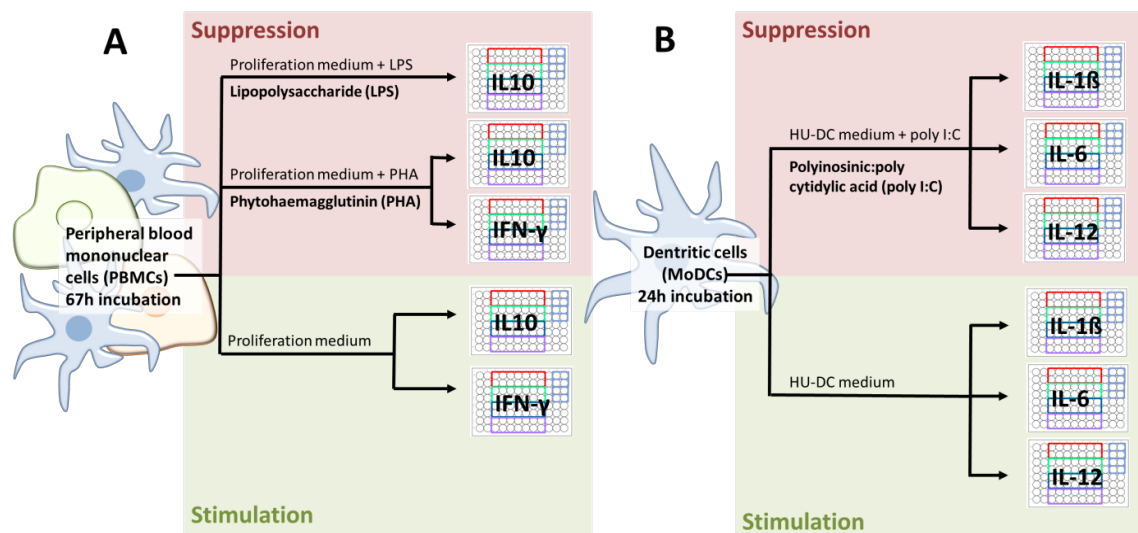 A
Suppression
Proliferation medium + LPS
Lipopolysaccharide (LPS)
IL10
Proliferation medium + PHA
Phytohaemagglutinin (PHA)
IL10
IFN-γ
Peripheral blood
mononuclear
cells (PBMCs)
67h incubation
Proliferation medium
IL10
IFN-γ
Stimulation
B
Suppression
HU-DC medium + poly I:C
Polyinosinic:poly
cytidylic acid (poly I:C)
IL-1ß
IL-6
IL-12
Dentritic cells
(MoDCs)
24h incubation
HU-DC medium
IL-1ß
IL-6
IL-12
Stimulation